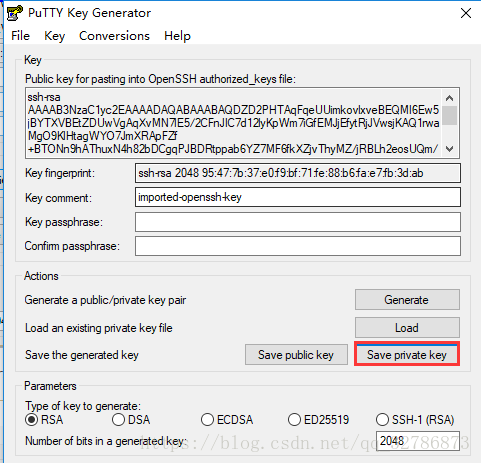 PuTTY Key Generator
File Key Conversions Help
Key
Public key for pasting into OpenSSH authorized_keys file:
ssh-rsa
AAAAB3NzaC1yc2EAAAADAQABAAABAQDZD2PHTAqFqeUUimkovlxveBEQMI6Ew5
jBYTXVBEtZDUwVgAqXvMN7lE5/2CFnJlC7d12lyKpWm7iGfEMJjEfytRjJVwsjKAQ1rwa
MgO9KlHtagWYO7JmXRApFZf
+BTONn9hAThuxN4h82bDCgqPJBDRtppab6YZ7MF6fkXZjvThyMZ/jRBLh2eosUQm/
Key fingerprint: ssh-rsa 2048 95:47:7b:37:e0:f9:bf:71:fe:88:b6:fa:e7:fb:3d:ab
Key comment: imported-openssh-key
Key passphrase:
Confirm passphrase:
Actions
Generate a public/private key pair Generate
Load an existing private key file Load
Save the generated key Save public key Save private key
Parameters
Type of key to generate:
RSA DSA ECDSA ED25519 SSH-1 (RSA)
Number of bits in a generated key: 2048